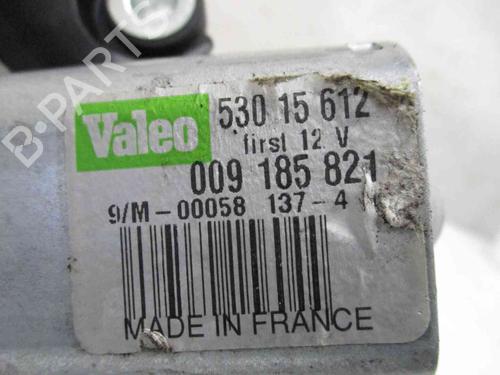 Valeo 530 15 612
first 12 V
009 185 821
9/M-00058 137-4
MADE IN FRANCE
B-PARTS